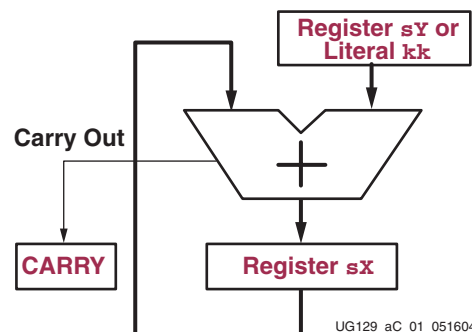 Register sY or
Literal kk
Carry Out
+
CARRY
Register sX
UG129_aC_01_051604